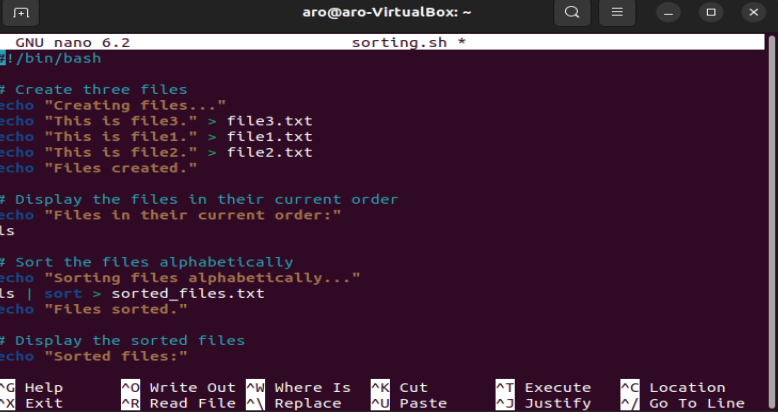 aro@aro-VirtualBox: ~
GNU nano 6.2 sorting.sh *
#!/bin/bash
# Create three files
echo "Creating files..."
echo "This is file3." > file3.txt
echo "This is file1." > file1.txt
echo "This is file2." > file2.txt
echo "Files created."
# Display the files in their current order
echo "Files in their current order:"
ls
# Sort the files alphabetically
echo "Sorting files alphabetically..."
ls | sort > sorted_files.txt
echo "Files sorted."
# Display the sorted files
echo "Sorted files:"
^G Help ^O Write Out ^W Where Is ^K Cut ^T Execute ^C Location
^X Exit ^R Read File ^\ Replace ^U Paste ^J Justify ^/ Go To Line